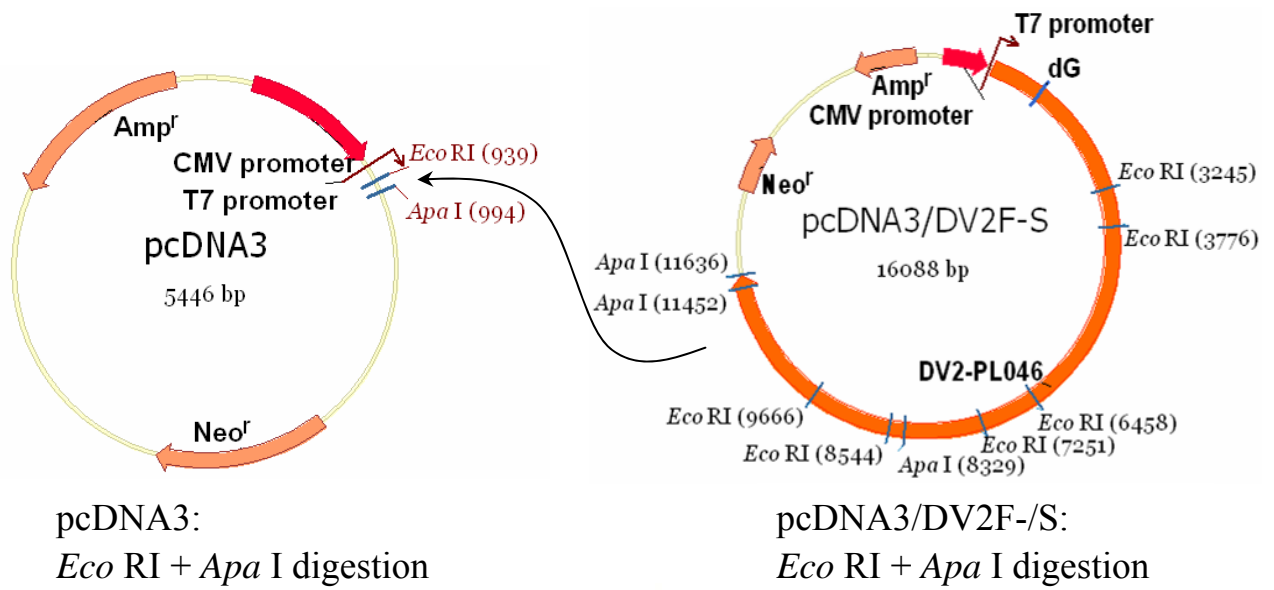 Amp^r
CMV promoter
T7 promoter
Eco RI (939)
Apa I (994)
pcDNA3
5446 bp
Neo^r
pcDNA3:
Eco RI + Apa I digestion
T7 promoter
dG
Amp^r
CMV promoter
Neo^r
Eco RI (3245)
Eco RI (3776)
pcDNA3/DV2F-S
16088 bp
Apa I (11636)
Apa I (11452)
DV2-PL046
Eco RI (9666)
Eco RI (6458)
Eco RI (7251)
Eco RI (8544)
Apa I (8329)
pcDNA3/DV2F-/S:
Eco RI + Apa I digestion